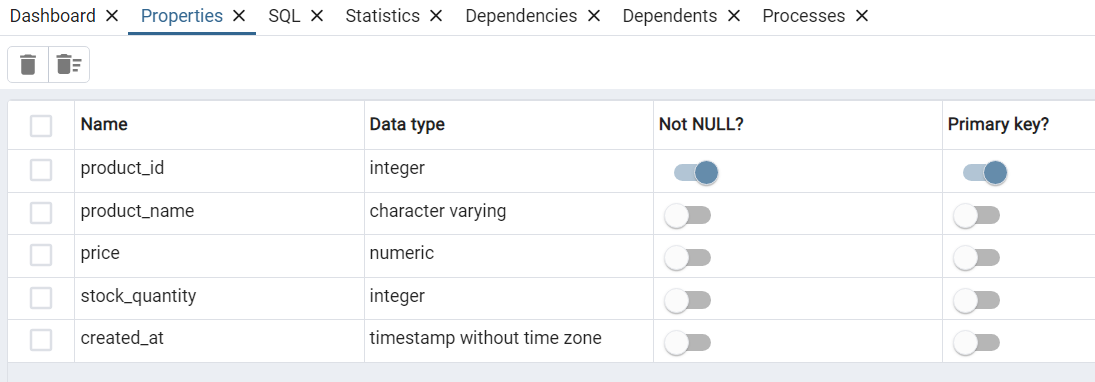 Dashboard Properties SQL Statistics Dependencies Dependents Processes
Name Data type Not NULL? Primary key?
product_id integer
product_name character varying
price numeric
stock_quantity integer
created_at timestamp without time zone